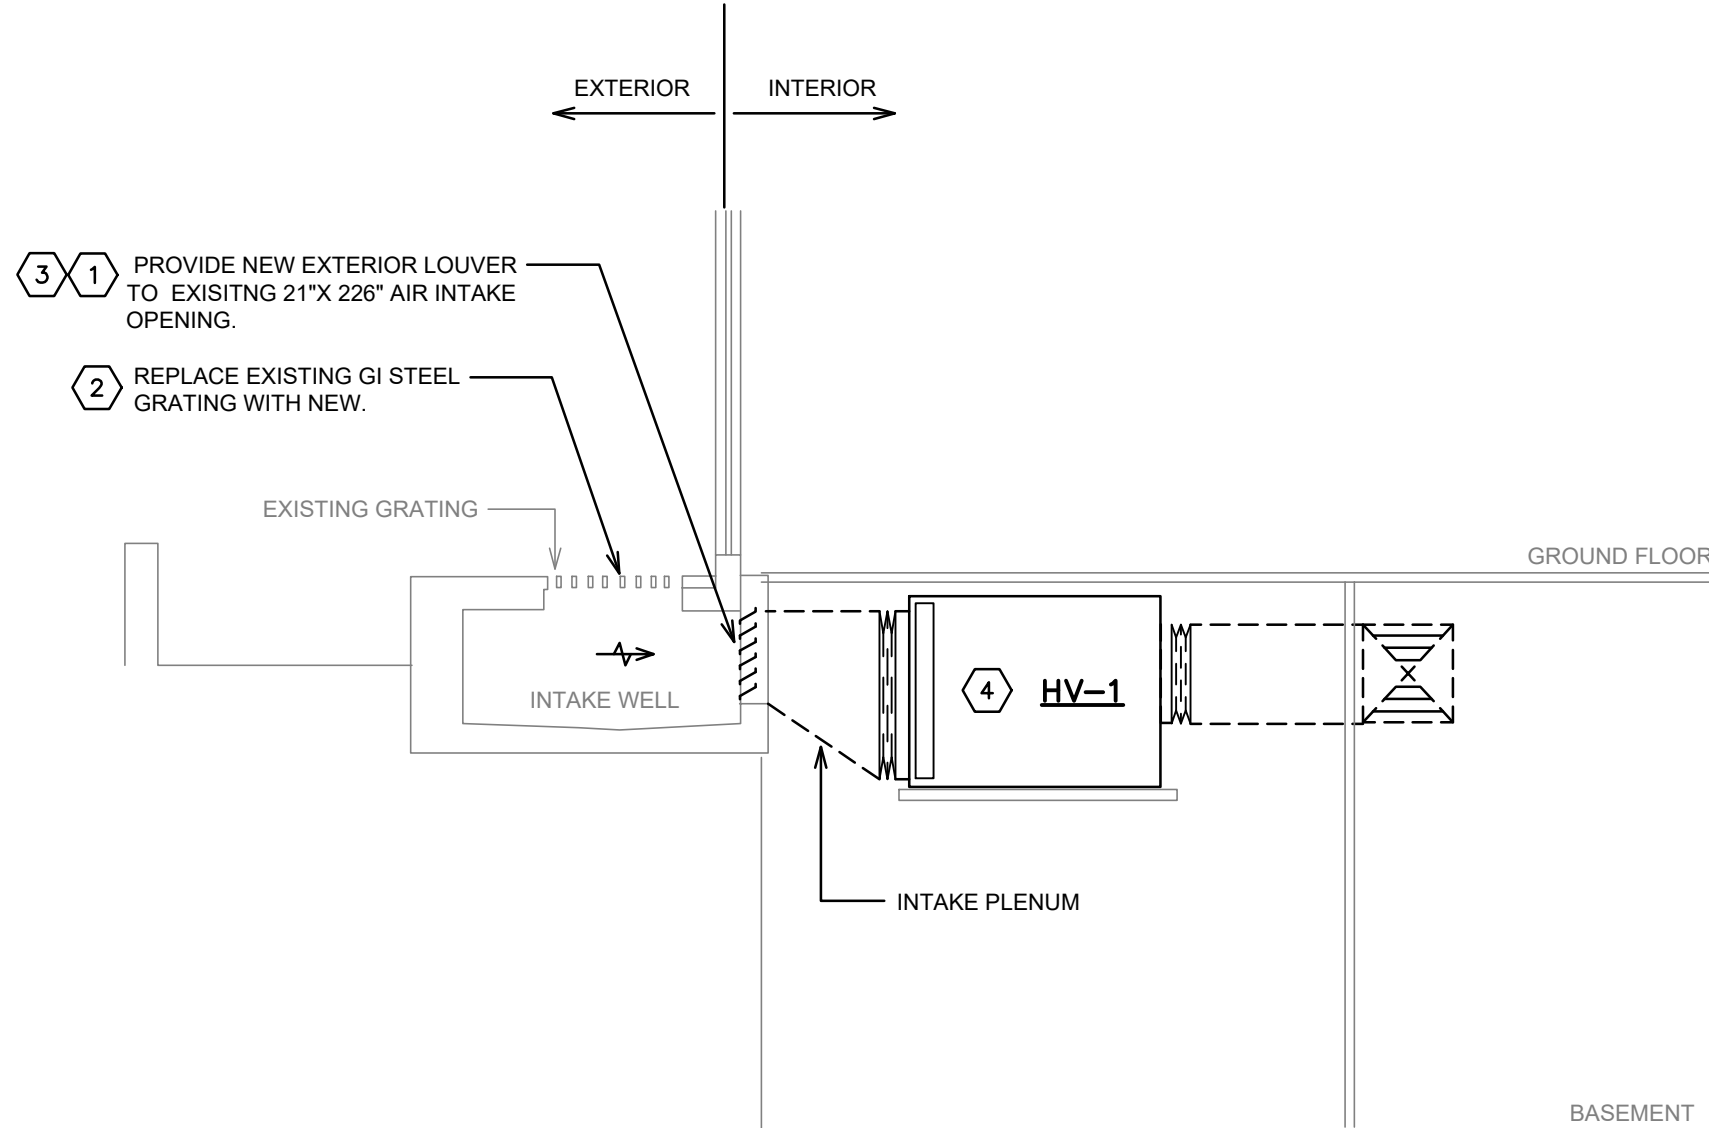 EXTERIOR INTERIOR
3 1 PROVIDE NEW EXTERIOR LOUVER
TO EXISITNG 21"X 226" AIR INTAKE
OPENING.
2 REPLACE EXISTING GI STEEL
GRATING WITH NEW.
EXISTING GRATING
GROUND FLOOR
INTAKE WELL
4 HV-1
INTAKE PLENUM
BASEMENT